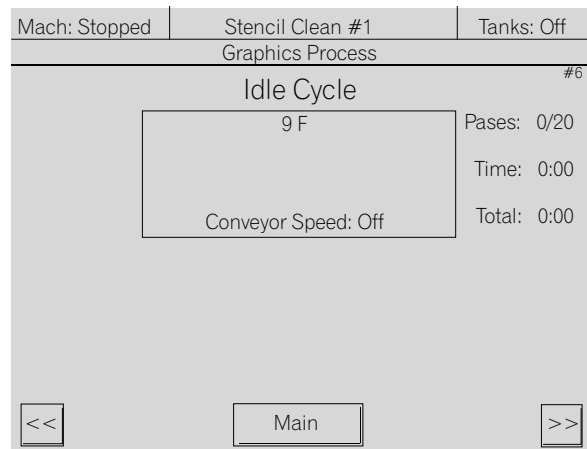 Mach: Stopped Stencil Clean #1 Tanks: Off
Graphics Process
#6
Idle Cycle
9 F
Pases: 0/20
Time: 0:00
Conveyor Speed: Off
Total: 0:00
<< Main >>